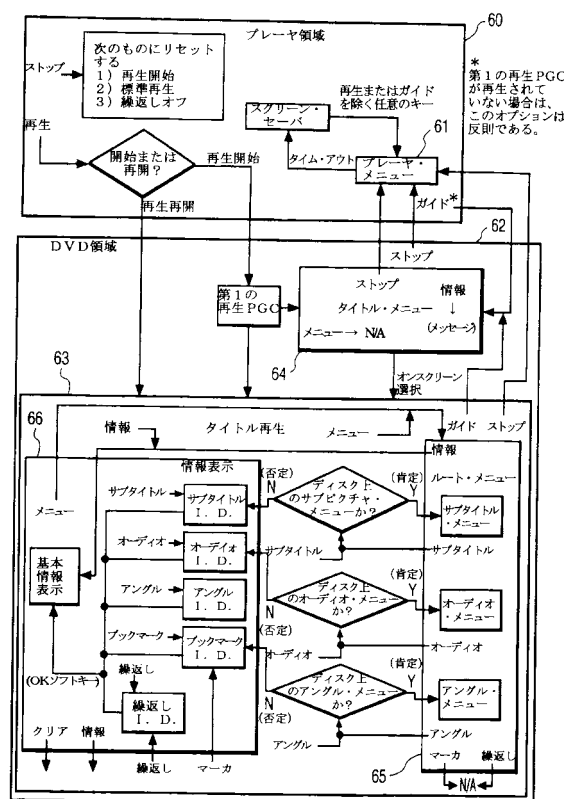 60
プレーヤ領域
次のものにリセット
する
1) 再生開始
2) 標準再生
3) 繰返しオフ
ストップ
*
第1の再生PGC
が再生されて
いない場合は、
このオプションは
反則である。
再生またはガイド
を除く任意のキー
スクリーン・
セーバ
61
再生
開始または
再開?
再生開始
タイム・アウト
プレーヤ・
メニュー
再生再開
ガイド*
62
DVD領域
ストップ
第1の
再生PGC
ストップ
情報
タイトル・メニュー
(メッセージ)
メニュー→ N/A
64
63
オンスクリーン
選択
ガイド
ストップ
66
情報
タイトル再生
メニュー
情報
情報表示
(否定)
N
ディスク上
のサブピクチャ・
メニューか?
(肯定)
Y
ルート・メニュー
メニュー
サブタイトル
サブタイトル
I.D.
サブタイトル
・メニュー
オーディオ
オーディオ
I.D.
サブタイトル
サブタイトル
基本
情報
表示
アングル
アングル
I.D.
N
(否定)
ディスク上
のオーディオ・メニュー
か?
(肯定)
Y
オーディオ
・メニュー
ブックマーク
ブックマーク
I.D.
オーディオ
オーディオ
(OKソフトキー)
繰返し
繰返し
I.D.
N
(否定)
ディスク上
のアングル・メニュー
か?
(肯定)
Y
アングル・
メニュー
クリア
情報
繰返し
マーカ
アングル
アングル
マーカ
繰返し
65
N/A